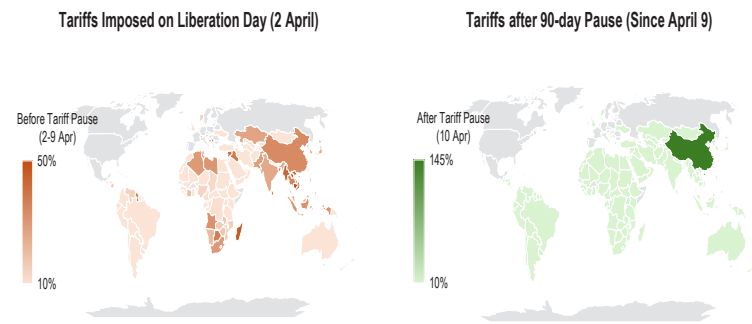 Tariffs Imposed on Liberation Day (2 April)
Before Tariff Pause
(2-9 Apr)
50%
10%
Tariffs after 90-day Pause (Since April 9)
After Tariff Pause
(10 Apr)
145%
10%